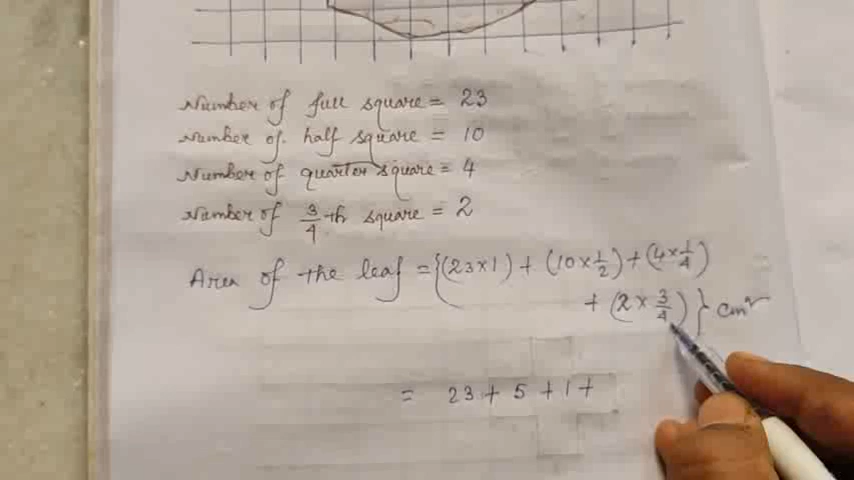 Number of full square = 23
Number of half square = 10
Number of quarter square = 4
Number of 3/4 th square = 2
Area of the leaf = {(23×1) + (10×1/2) + (4×1/4)
+ (2 × 3/4)} cm²
= 23 + 5 + 1 +